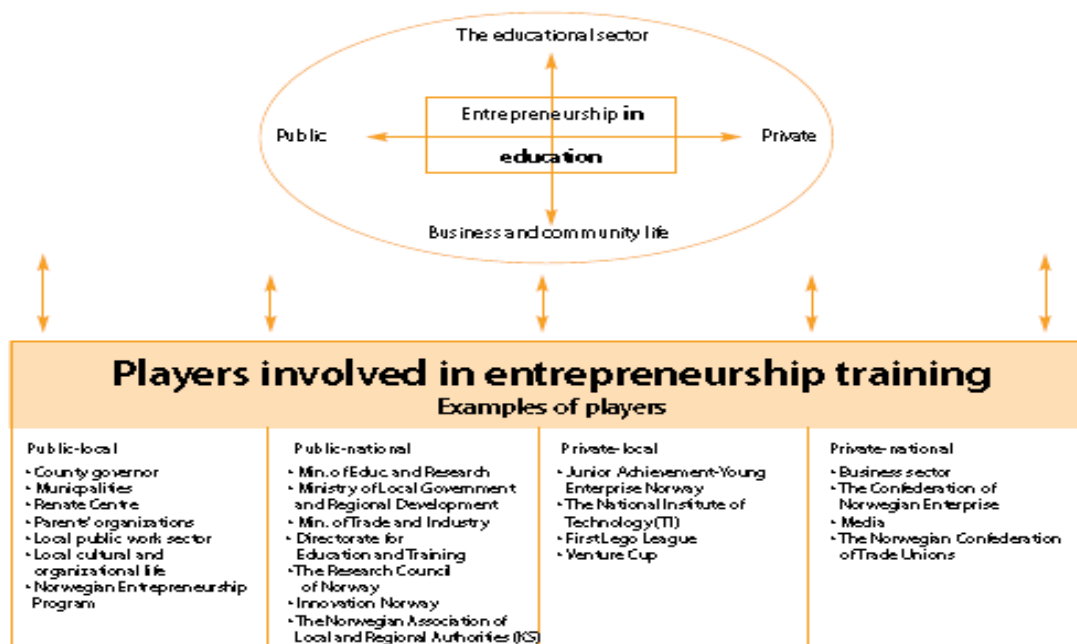 The educational sector
Entrepreneurship in
Public
Private
education
Business and community life
Players involved in entrepreneurship training
Examples of players
Public-local
• County governor
• Municpalities
• Renate Centre
• Parents' organizations
• Local public work sector
• Local cultural and
organizational life
• Norwegian Entrepreneurship
Program
Public-national
• Min. of Educ. and Research
• Ministry of Local Government
and Regional Development
• Min. of Trade and Industry
• Directorate for
Education and Training
• The Research Council
of Norway
• Innovation Norway
• The Norwegian Association of
Local and Regional Authorities (KS)
Private-local
• Junior Achievement-Young
Enterprise Norway
• The National Institute of
Technology (TI)
• First Lego League
• Venture Cup
Private-national
• Business sector
• The Confederation of
Norwegian Enterprise
• Media
• The Norwegian Confederation
of Trade Unions